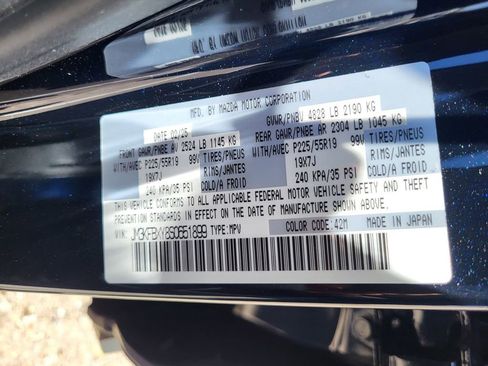 MFD. BY MAZDA MOTOR CORPORATION
02/25 GVWR/PNBV 4828 LB 2190 KG
FRONT GAWR/PNBE AV 2524 LB 1145 KG REAR GAWR/PNBE AR 2304 LB 1045 KG
WITH/AVEC P225/55R19 99V TIRES/PNEUS WITH/AVEC P225/55R19 99V TIRES/PNEUS
19X7J RIMS/JANTES 19X7J RIMS/JANTES
240 KPA/35 PSI COLD/A FROID 240 KPA/35 PSI COLD/A FROID
THIS VEHICLE CONFORMS TO ALL APPLICABLE FEDERAL MOTOR VEHICLE SAFETY AND THEFT
PREVENTION STANDARDS IN EFFECT ON THE DATE OF MANUFACTURE SHOWN ABOVE.
VIN: TYPE:MPV COLOR CODE:42M MADE IN JAPAN